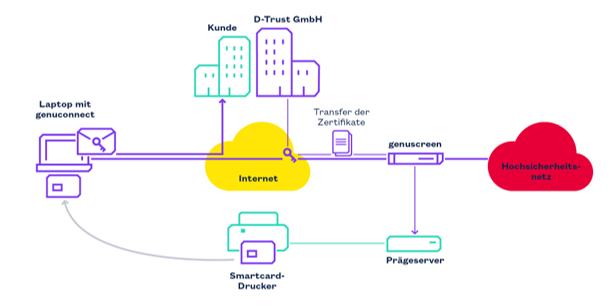 D-Trust GmbH
Kunde
Laptop mit
genuconnect
Transfer der
Zertifikate
genuscreen
Hochsicherheits-
netz
Internet
Prägeserver
Smartcard-
Drucker